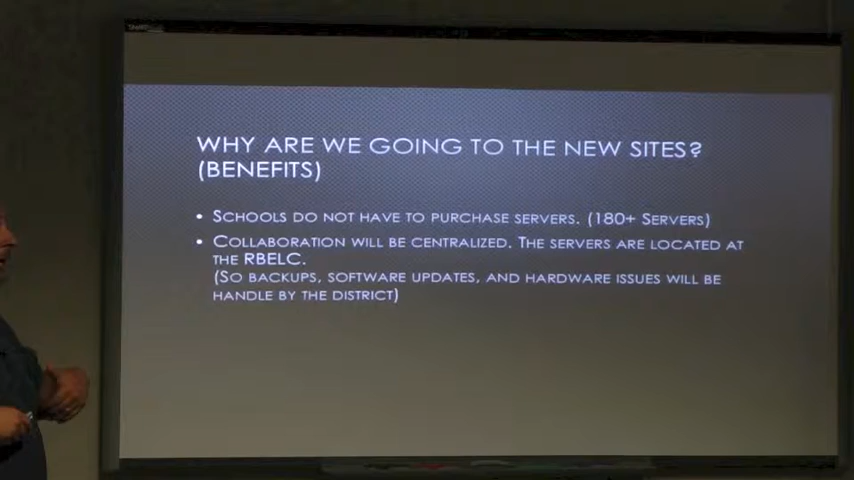 WHY ARE WE GOING TO THE NEW SITES?
(BENEFITS)
• SCHOOLS DO NOT HAVE TO PURCHASE SERVERS. (180+ SERVERS)
• COLLABORATION WILL BE CENTRALIZED. THE SERVERS ARE LOCATED AT
THE RBELC.
(SO BACKUPS, SOFTWARE UPDATES, AND HARDWARE ISSUES WILL BE
HANDLE BY THE DISTRICT)